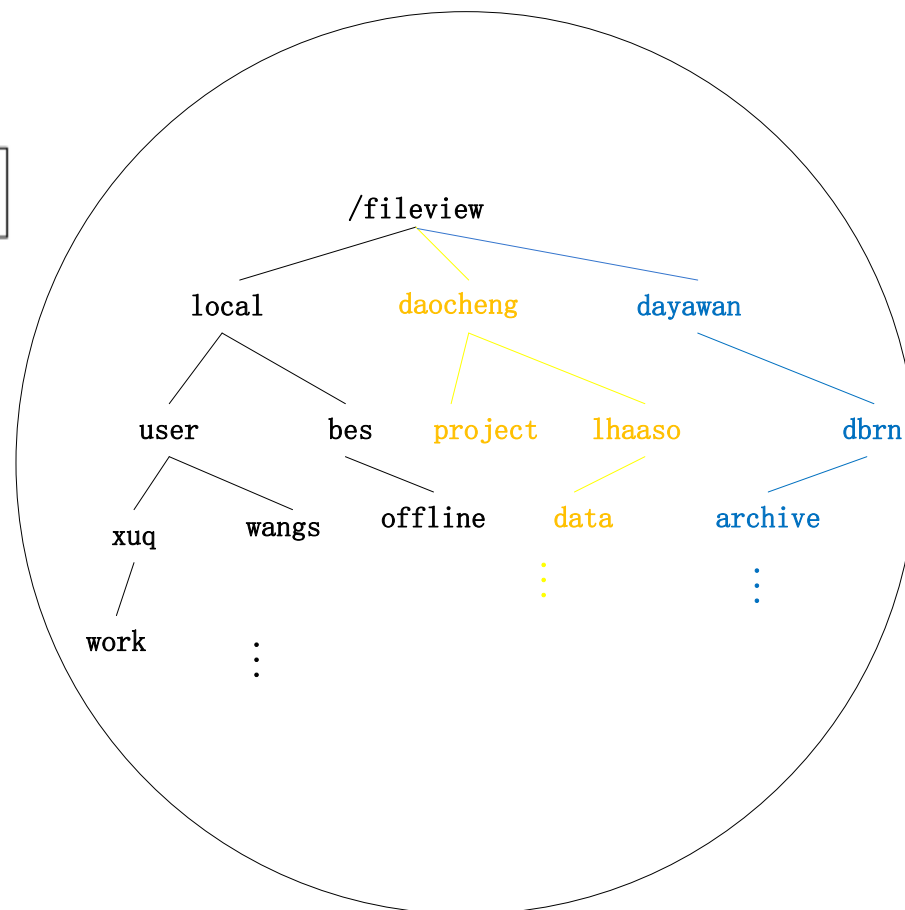 /fileview
local daocheng dayawan
user bes project lhaaso dbrn
xuq wangs offline data archive
work